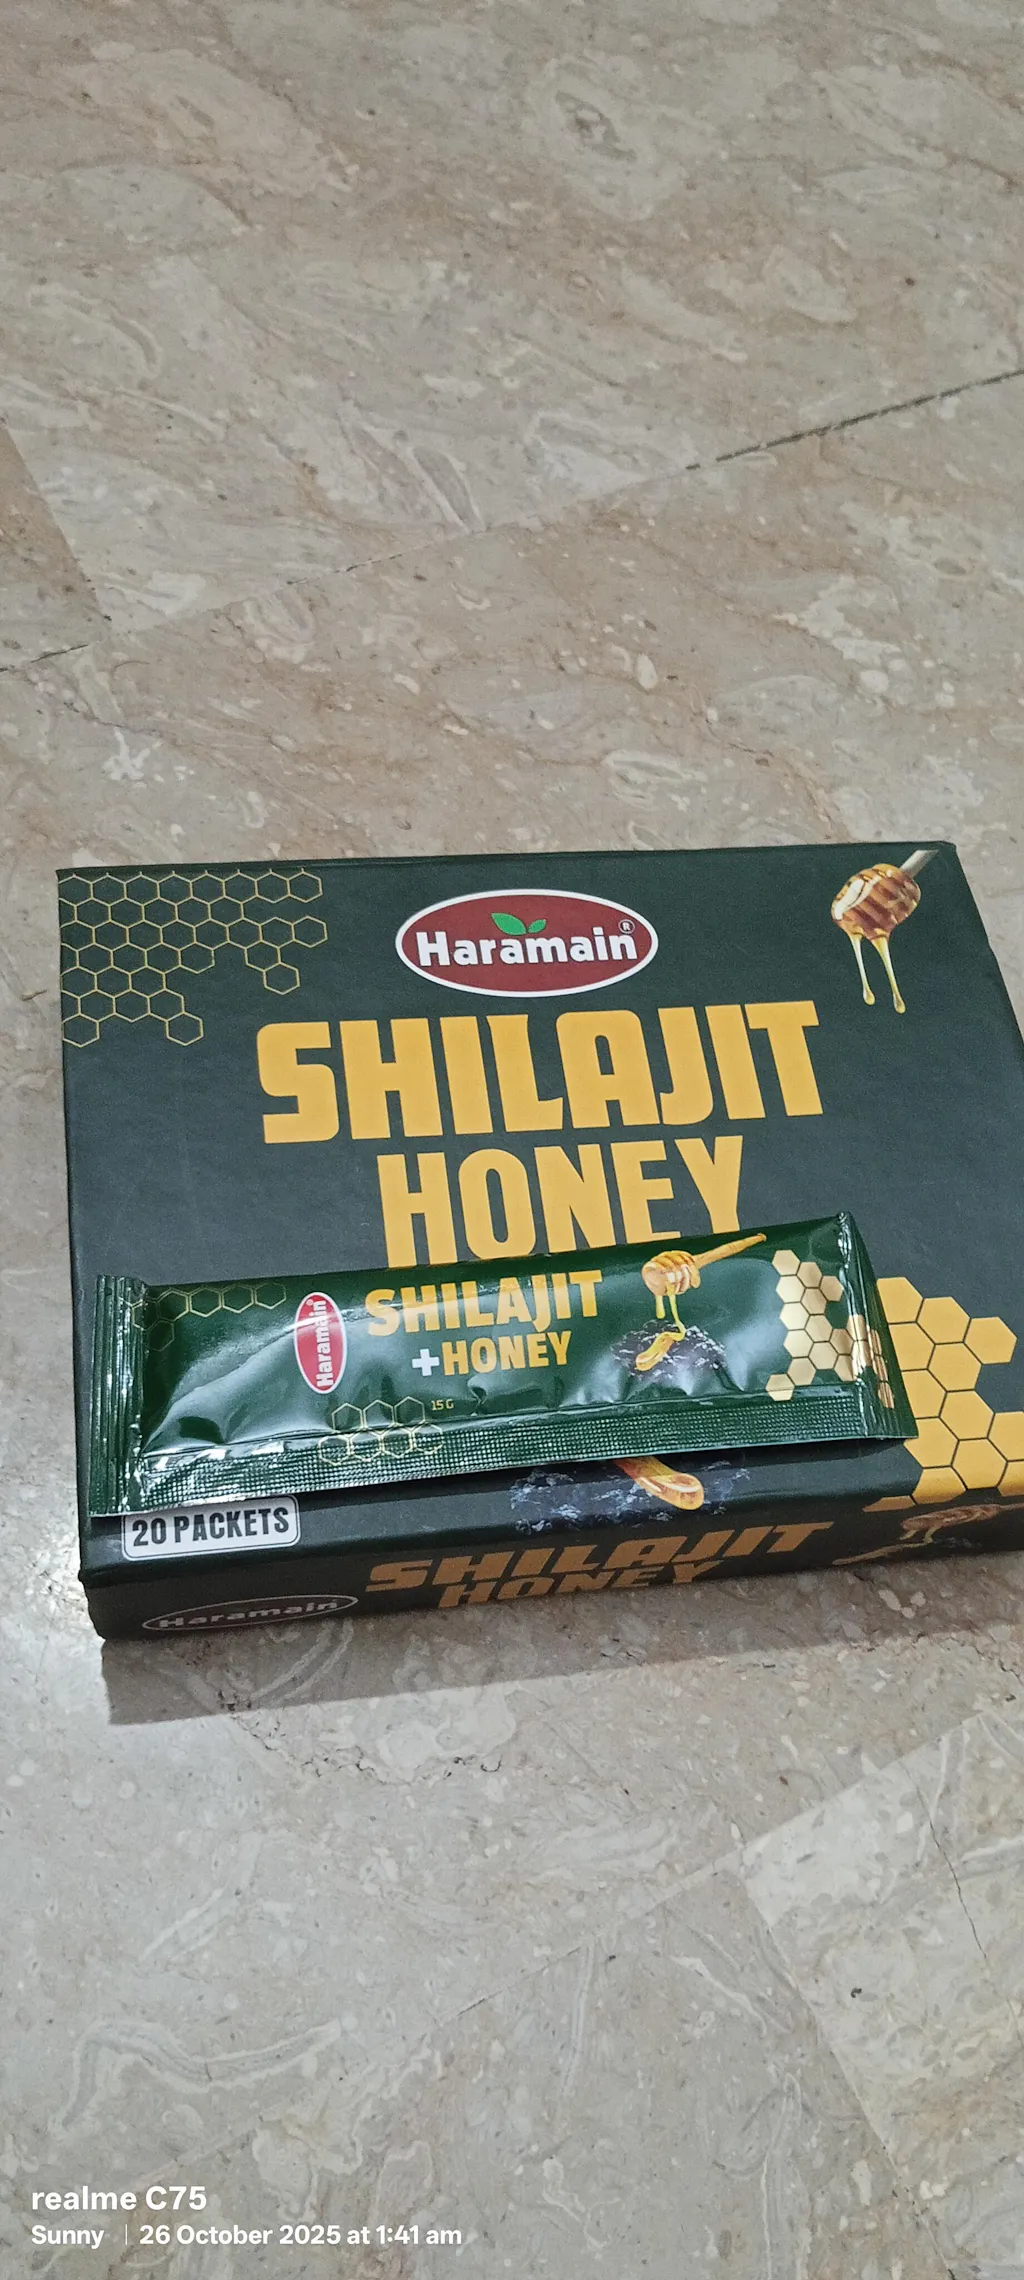 Haramain®
SHILAJIT
HONEY
Haramain®
SHILAJIT
+HONEY
15 G
20 PACKETS
Haramain
SHILAJIT
HONEY
realme C75
Sunny | 26 October 2025 at 1:41 am